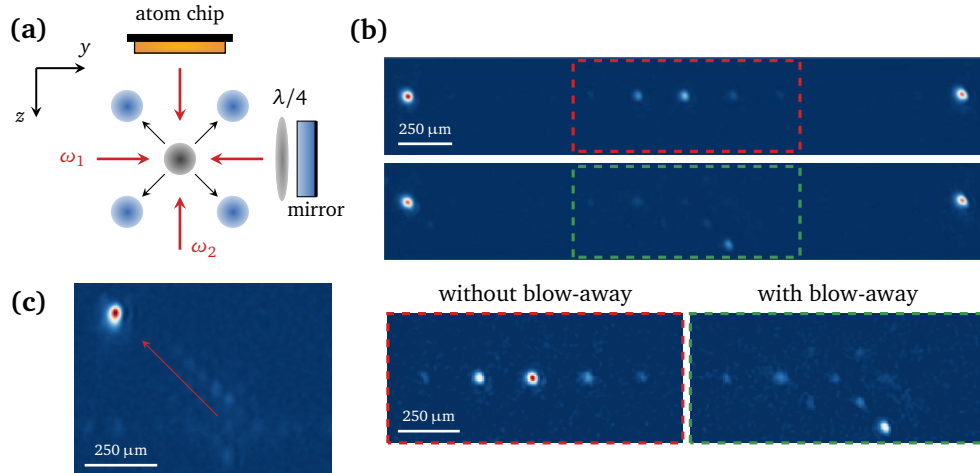 (a)
atom chip
y
z
λ/4
ω₁
mirror
ω₂
(b)
250 μm
(c)
250 μm
without blow-away
with blow-away
250 μm